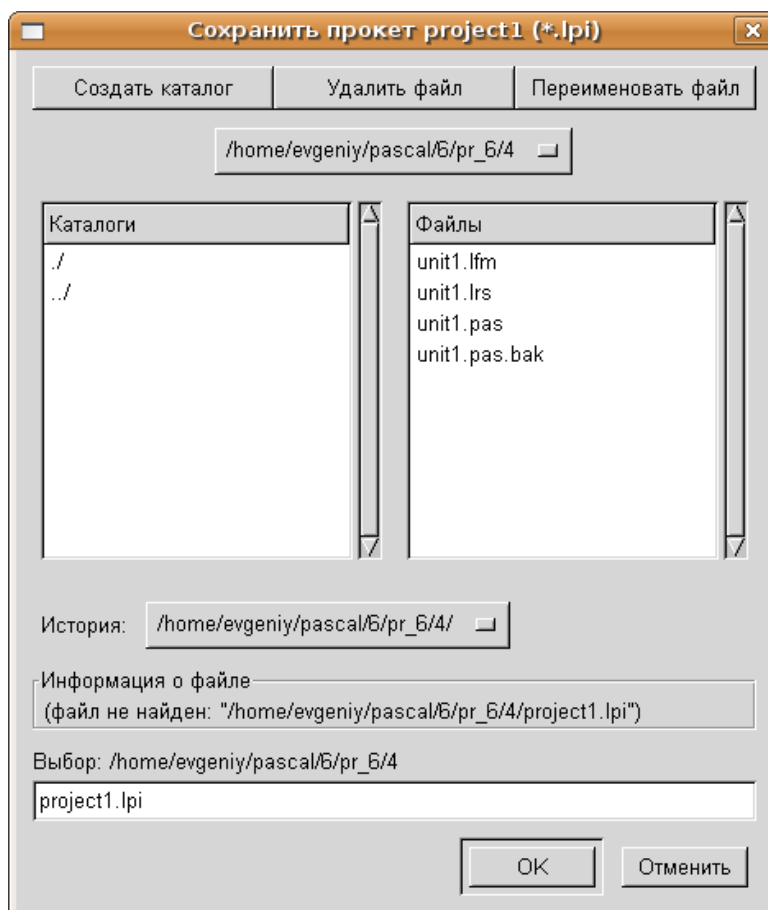 Сохранить прокет project1 (*.lpi)
Создать каталог Удалить файл Переименовать файл
/home/evgeniy/pascal/6/pr_6/4
Каталоги
./
../
Файлы
unit1.lfm
unit1.lrs
unit1.pas
unit1.pas.bak
История: /home/evgeniy/pascal/6/pr_6/4/
Информация о файле
(файл не найден: "/home/evgeniy/pascal/6/pr_6/4/project1.lpi")
Выбор: /home/evgeniy/pascal/6/pr_6/4
project1.lpi
OK Отменить